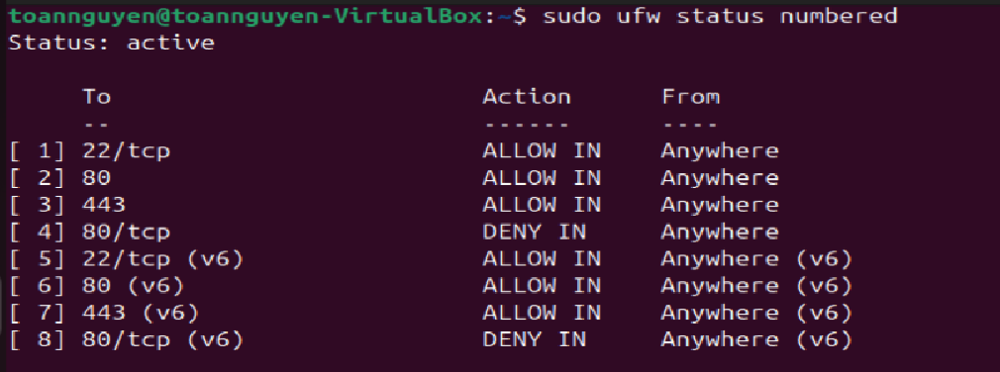 toannguyen@toannguyen-VirtualBox:~$ sudo ufw status numbered
Status: active
To Action From
-- ------ ----
[ 1] 22/tcp ALLOW IN Anywhere
[ 2] 80 ALLOW IN Anywhere
[ 3] 443 ALLOW IN Anywhere
[ 4] 80/tcp DENY IN Anywhere
[ 5] 22/tcp (v6) ALLOW IN Anywhere (v6)
[ 6] 80 (v6) ALLOW IN Anywhere (v6)
[ 7] 443 (v6) ALLOW IN Anywhere (v6)
[ 8] 80/tcp (v6) DENY IN Anywhere (v6)